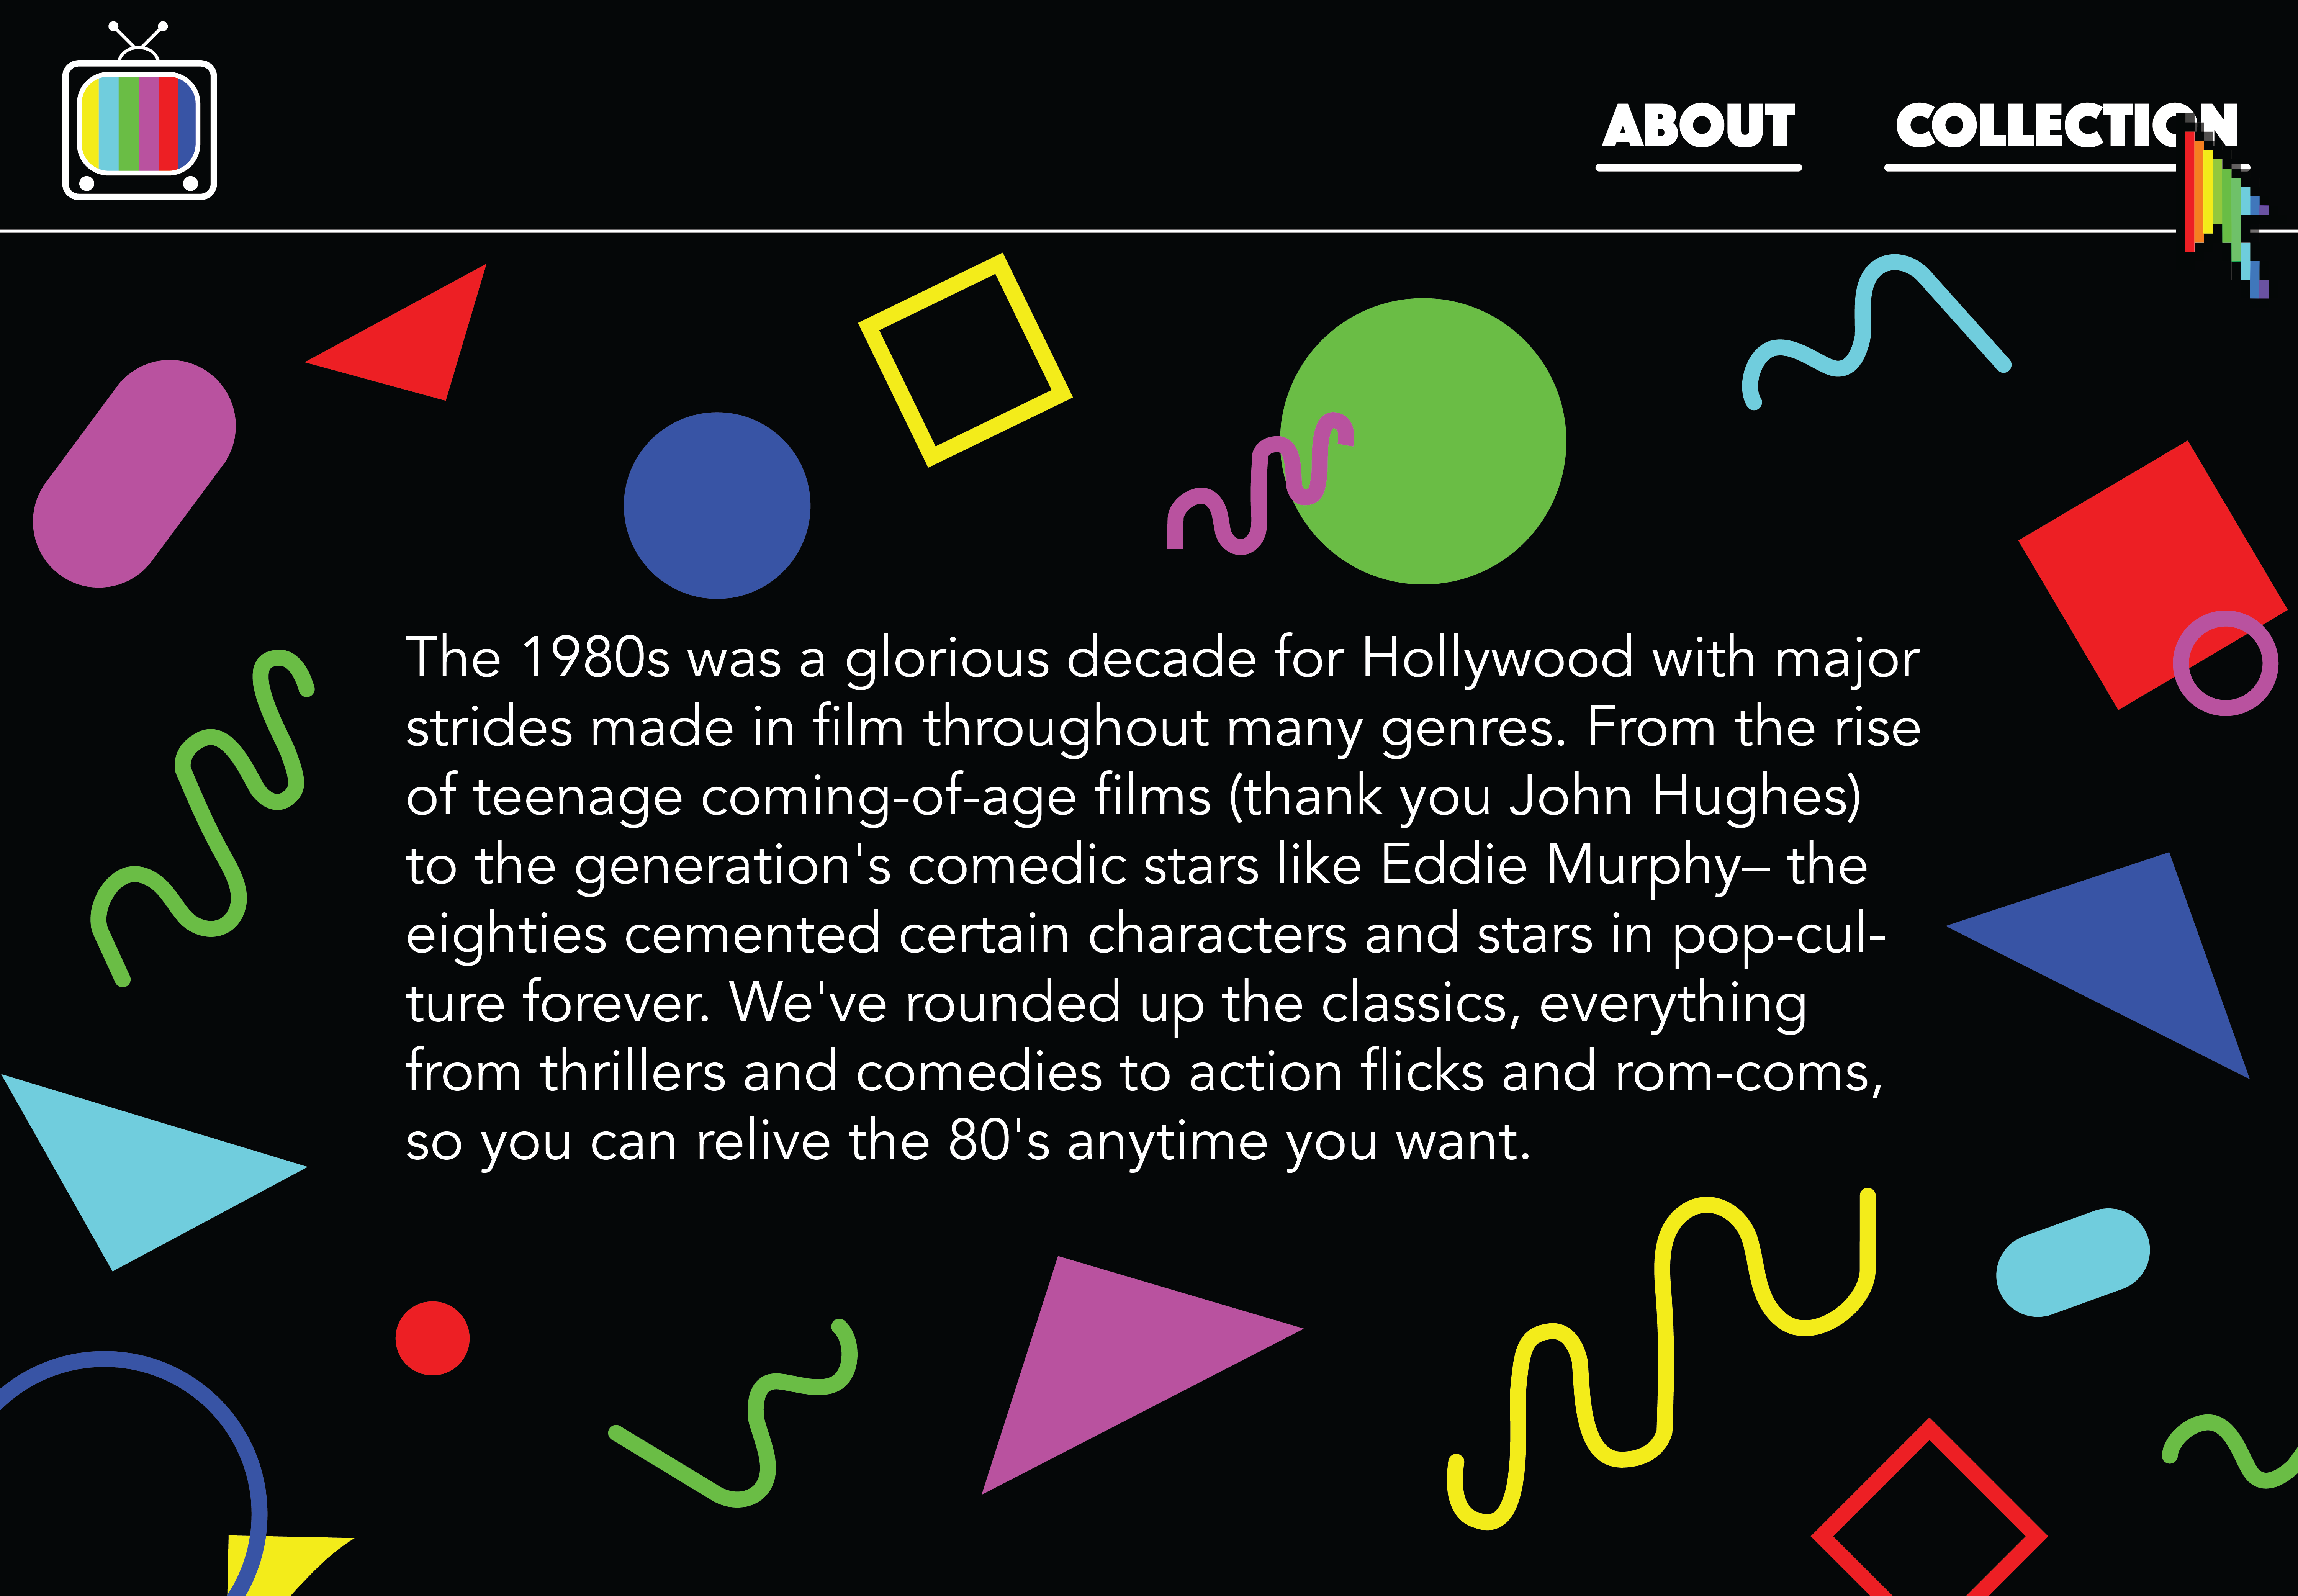 ABOUT
COLLECTION
The 1980s was a glorious decade for Hollywood with major
strides made in film throughout many genres. From the rise
of teenage coming-of-age films (thank you John Hughes)
to the generation's comedic stars like Eddie Murphy– the
eighties cemented certain characters and stars in pop-cul-
ture forever. We've rounded up the classics, everything
from thrillers and comedies to action flicks and rom-coms,
so you can relive the 80's anytime you want.